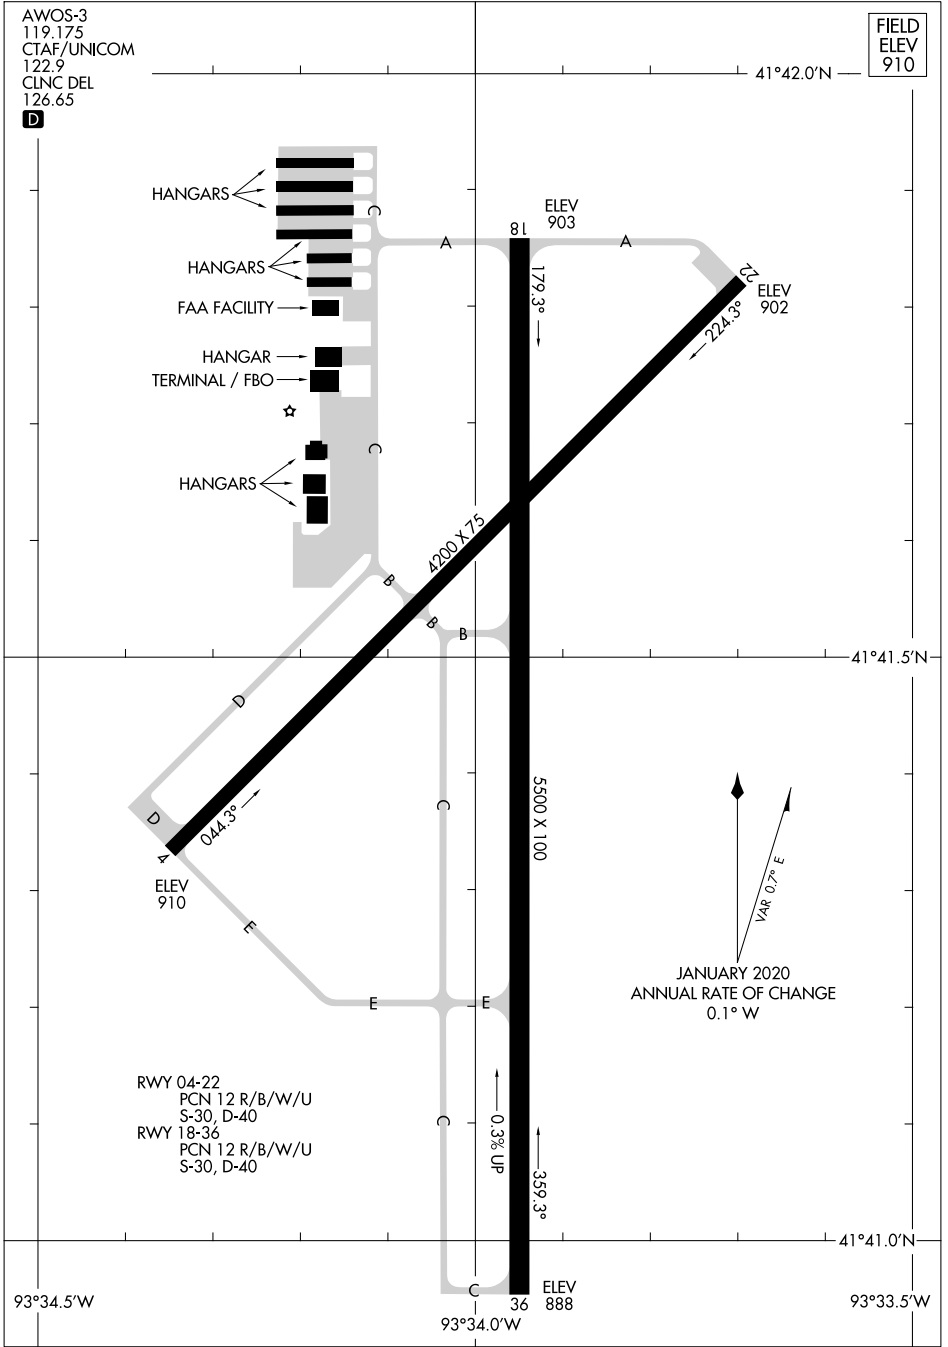 AWOS-3
119.175
CTAF/UNICOM
122.9
CLNC DEL
126.65
D
FIELD
ELEV
910
41°42.0'N
HANGARS
C
ELEV
903
18
A
A
HANGARS
179.3°
22
ELEV
902
FAA FACILITY
224.3°
HANGAR
TERMINAL / FBO
C
HANGARS
4200 X 75
B
B
B
41°41.5'N
D
C
5500 X 100
D
044.3°
4
ELEV
910
VAR 0.7° E
E
JANUARY 2020
ANNUAL RATE OF CHANGE
0.1° W
E
E
RWY 04-22
PCN 12 R/B/W/U
S-30, D-40
RWY 18-36
PCN 12 R/B/W/U
S-30, D-40
C
0.3% UP
359.3°
41°41.0'N
C
36
ELEV
888
93°34.5'W
93°34.0'W
93°33.5'W